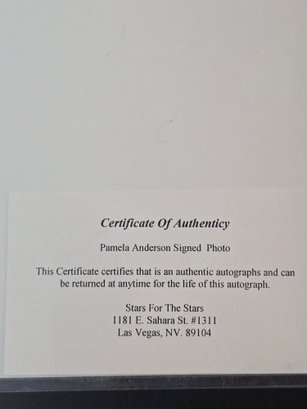 Certificate Of Authenticy
Pamela Anderson Signed Photo
This Certificate certifies that is an authentic autographs and can
be returned at anytime for the life of this autograph.
Stars For The Stars
1181 E. Sahara St. #1311
Las Vegas, NV. 89104